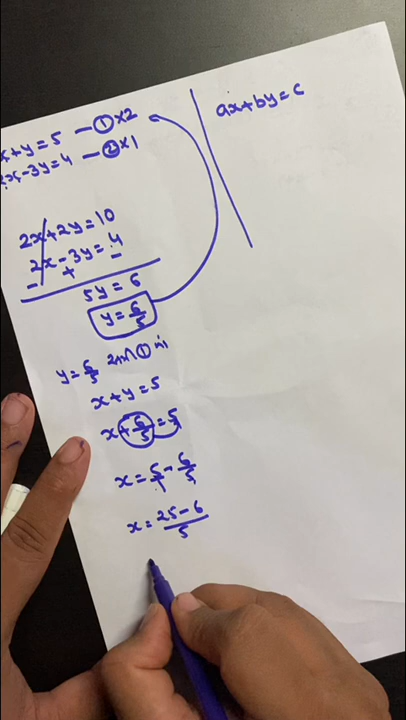 x+y=5 — ① ×2
2x-3y=4 — ② ×1
2x+2y=10
2x-3y=4
- + -
5y=6
y=6/5
y=6/5 ①
x+y=5
x+6/5=5
x=5/1-6/5
x=25-6/5
ax+by=c